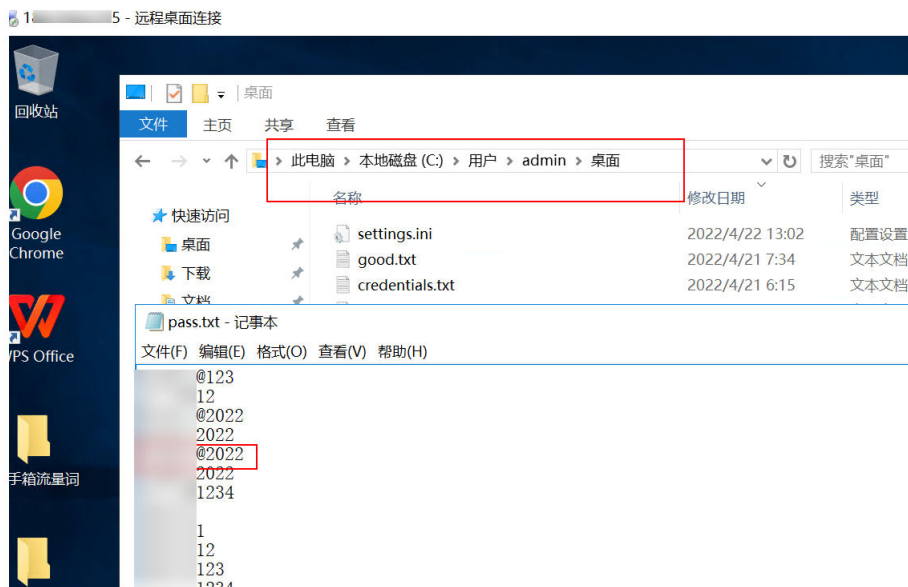 5 - 远程桌面连接
回收站
桌面
文件 主页 共享 查看
此电脑 > 本地磁盘 (C:) > 用户 > admin > 桌面
搜索"桌面"
名称 修改日期 类型
快速访问
Google
Chrome
桌面
下载
文档
settings.ini 2022/4/22 13:02 配置设置
good.txt 2022/4/21 7:34 文本文档
credentials.txt 2022/4/21 6:15 文本文档
WPS Office
手箱流量词
pass.txt - 记事本
文件(F) 编辑(E) 格式(O) 查看(V) 帮助(H)
@123
12
@2022
2022
@2022
2022
1234
1
12
123
1234